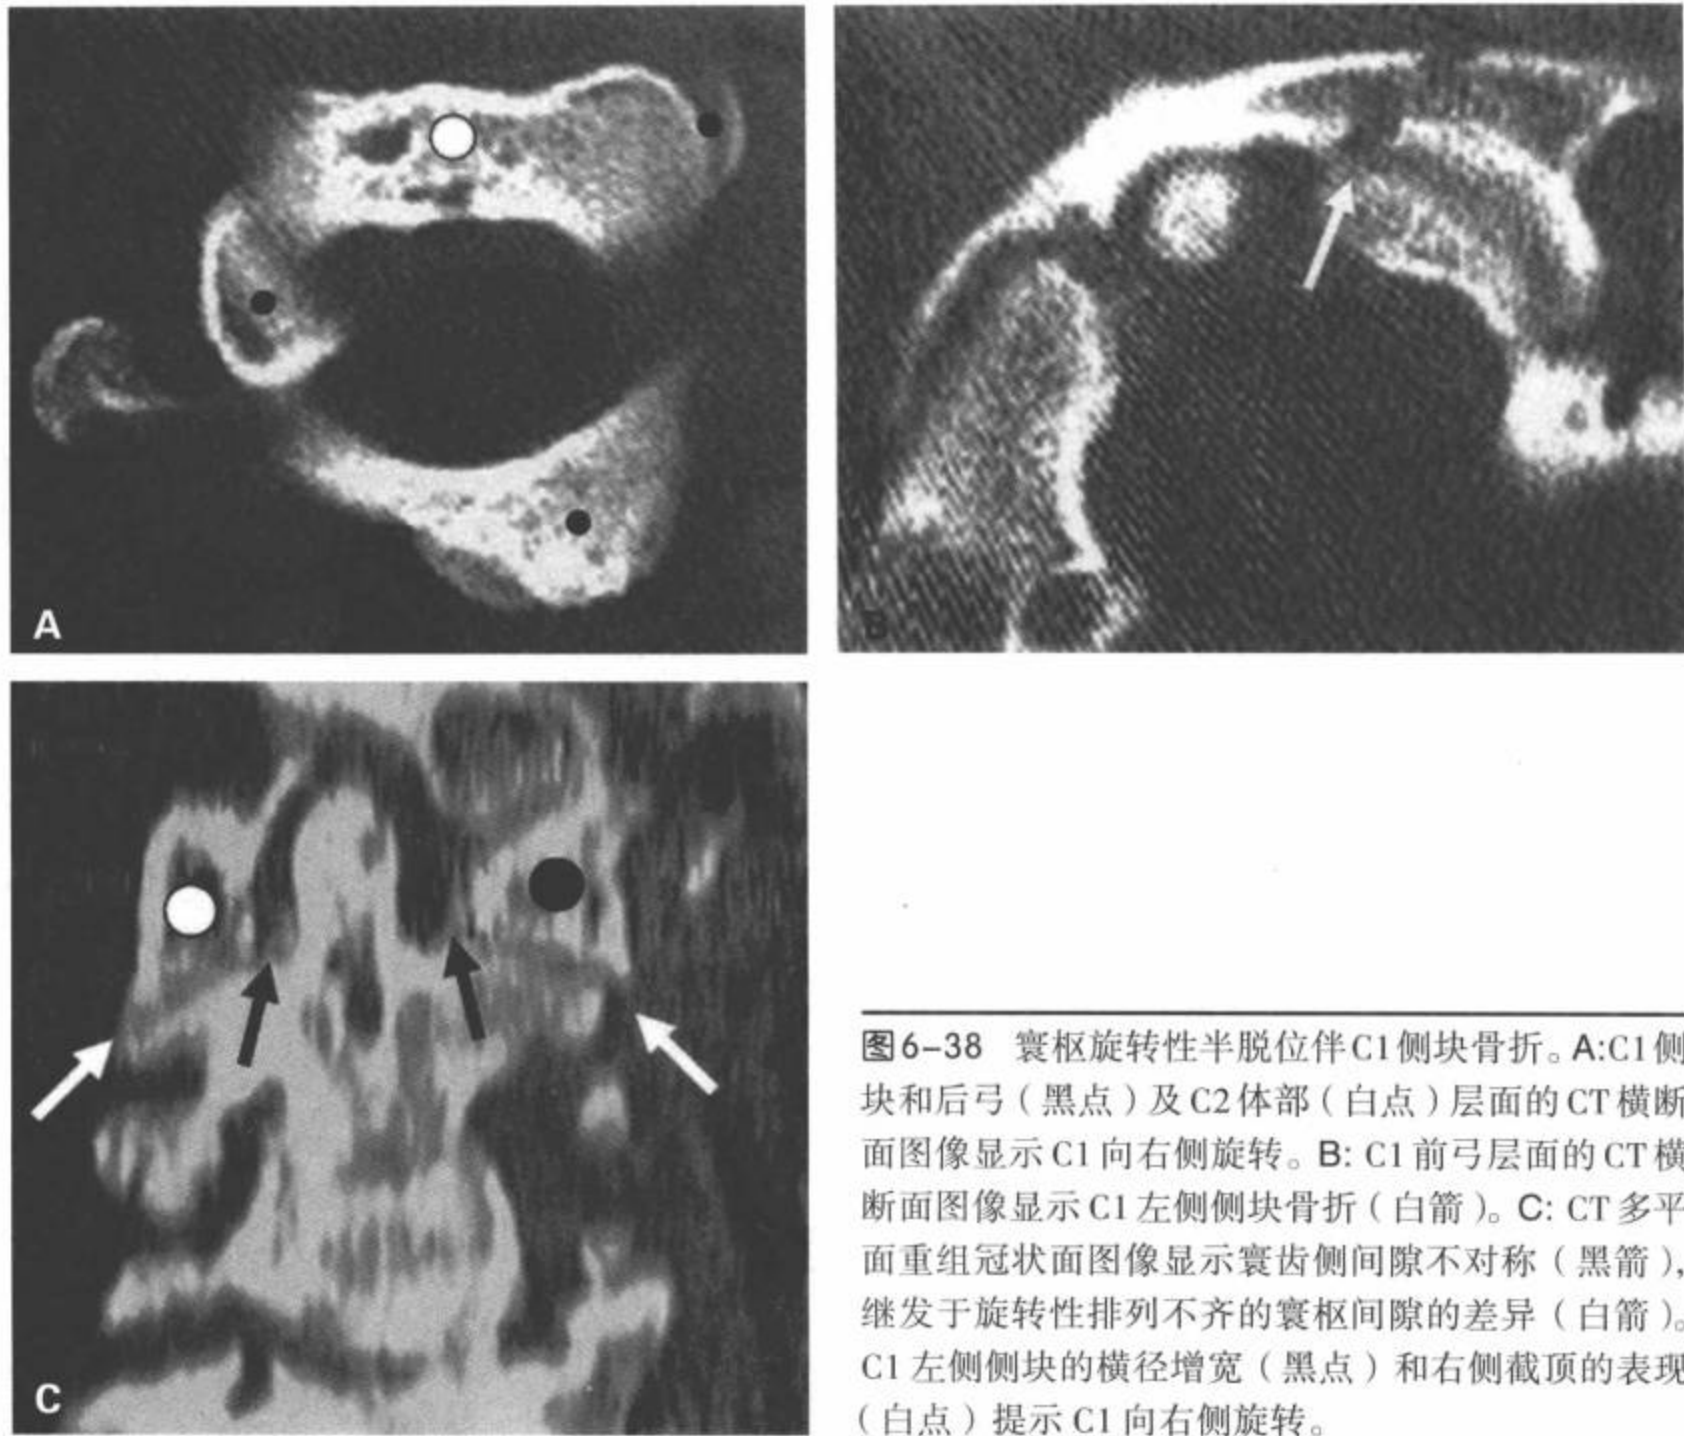 A
B
C
图6-38 寰枢旋转性半脱位伴C1侧块骨折。A:C1侧
块和后弓(黑点)及C2体部(白点)层面的CT横断
面图像显示C1向右侧旋转。B: C1前弓层面的CT横
断面图像显示C1左侧侧块骨折(白箭)。C: CT多平
面重组冠状面图像显示寰齿侧间隙不对称(黑箭),
继发于旋转性排列不齐的寰枢间隙的差异(白箭)。
C1左侧侧块的横径增宽(黑点)和右侧截顶的表现
(白点)提示C1向右侧旋转。